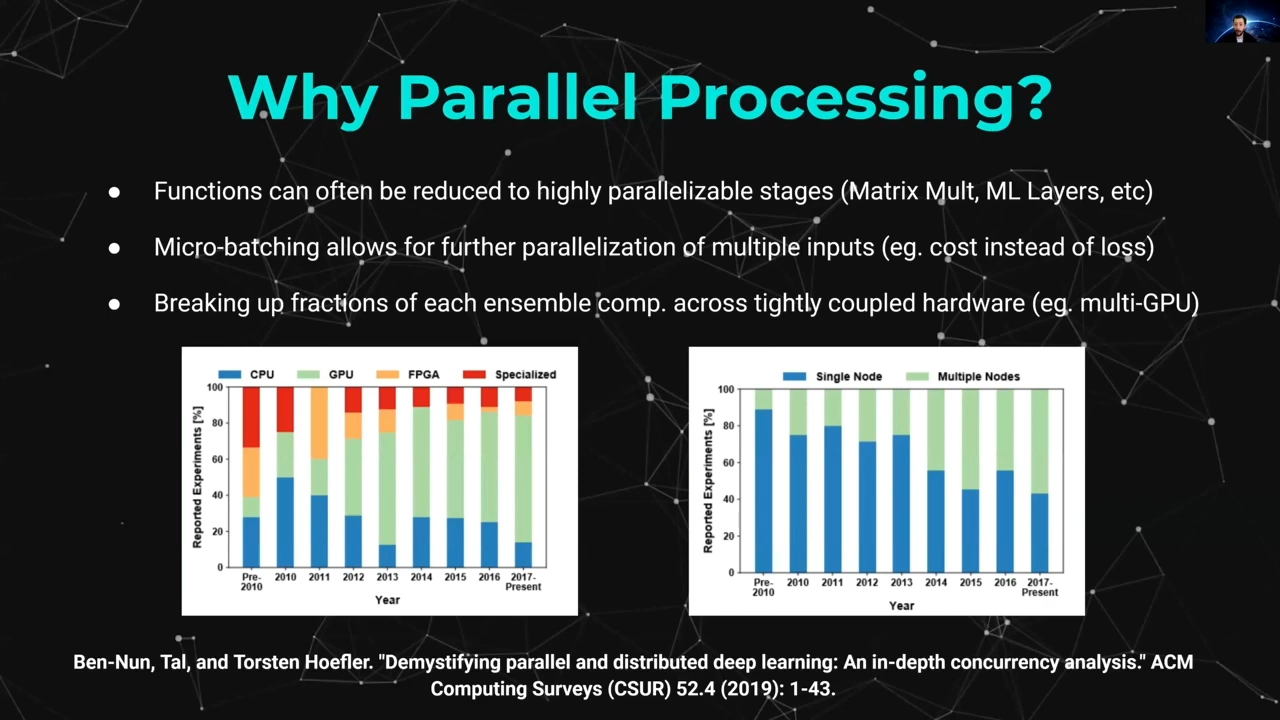 Why Parallel Processing?
● Functions can often be reduced to highly parallelizable stages (Matrix Mult, ML Layers, etc)
● Micro-batching allows for further parallelization of multiple inputs (eg. cost instead of loss)
● Breaking up fractions of each ensemble comp. across tightly coupled hardware (eg. multi-GPU)
CPU GPU FPGA Specialized
100
80
60
40
20
0
Reported Experiments [%]
Pre-2010 2010 2011 2012 2013 2014 2015 2016 2017-Present
Year
Single Node Multiple Nodes
100
80
60
40
20
0
Reported Experiments [%]
Pre-2010 2010 2011 2012 2013 2014 2015 2016 2017-Present
Year
Ben-Nun, Tal, and Torsten Hoefler. "Demystifying parallel and distributed deep learning: An in-depth concurrency analysis." ACM
Computing Surveys (CSUR) 52.4 (2019): 1-43.